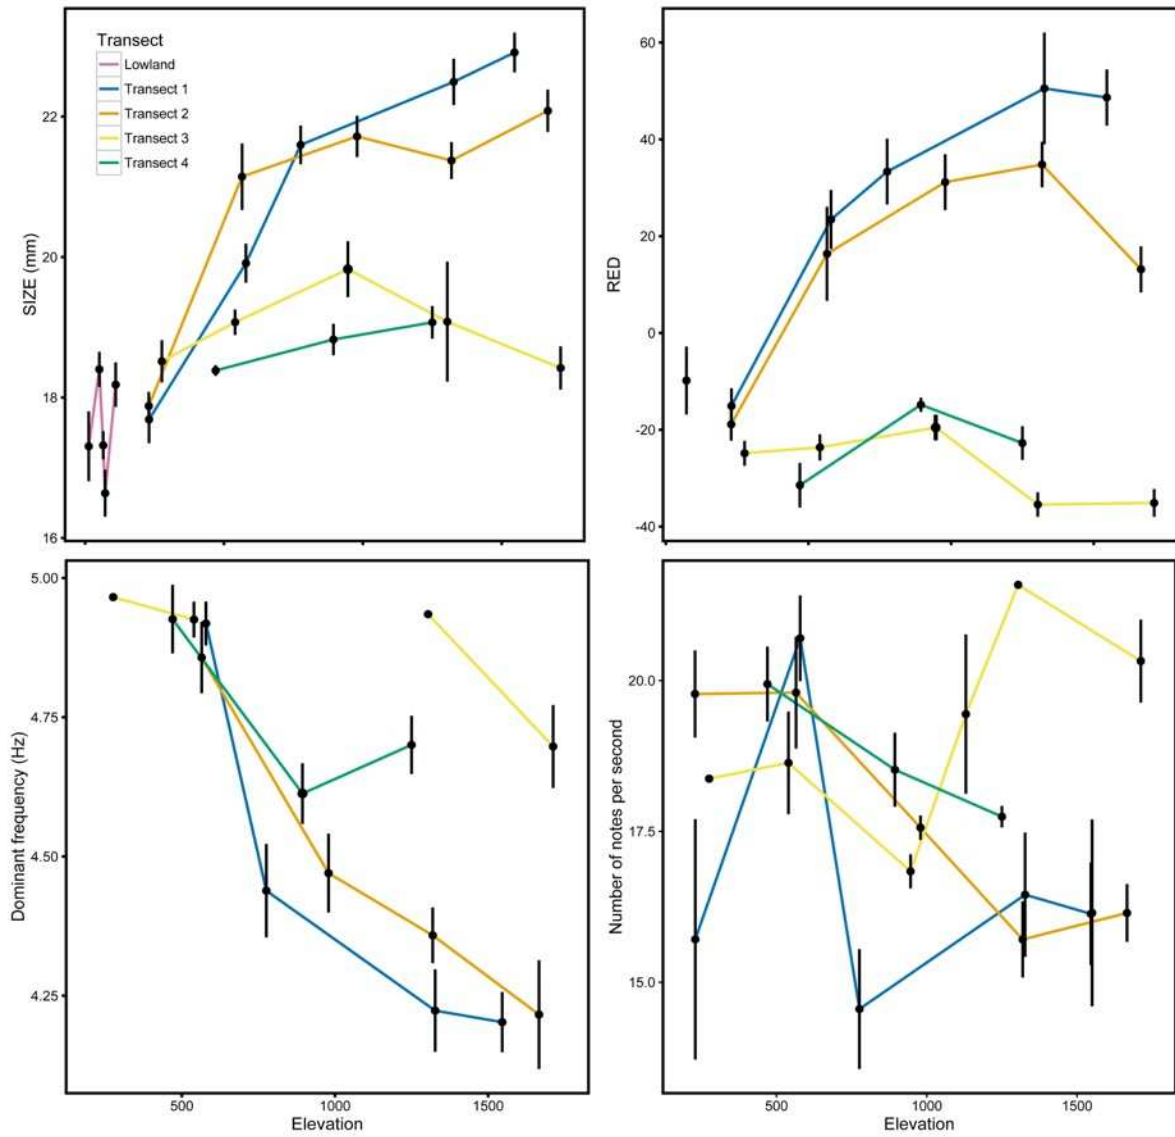 Transect
Lowland
Transect 1
Transect 2
Transect 3
Transect 4
SIZE (mm)
22
20
18
16
RED
60
40
20
0
-20
-40
Dominant frequency (Hz)
5.00
4.75
4.50
4.25
500
1000
1500
Elevation
Number of notes per second
20.0
17.5
15.0
500
1000
1500
Elevation